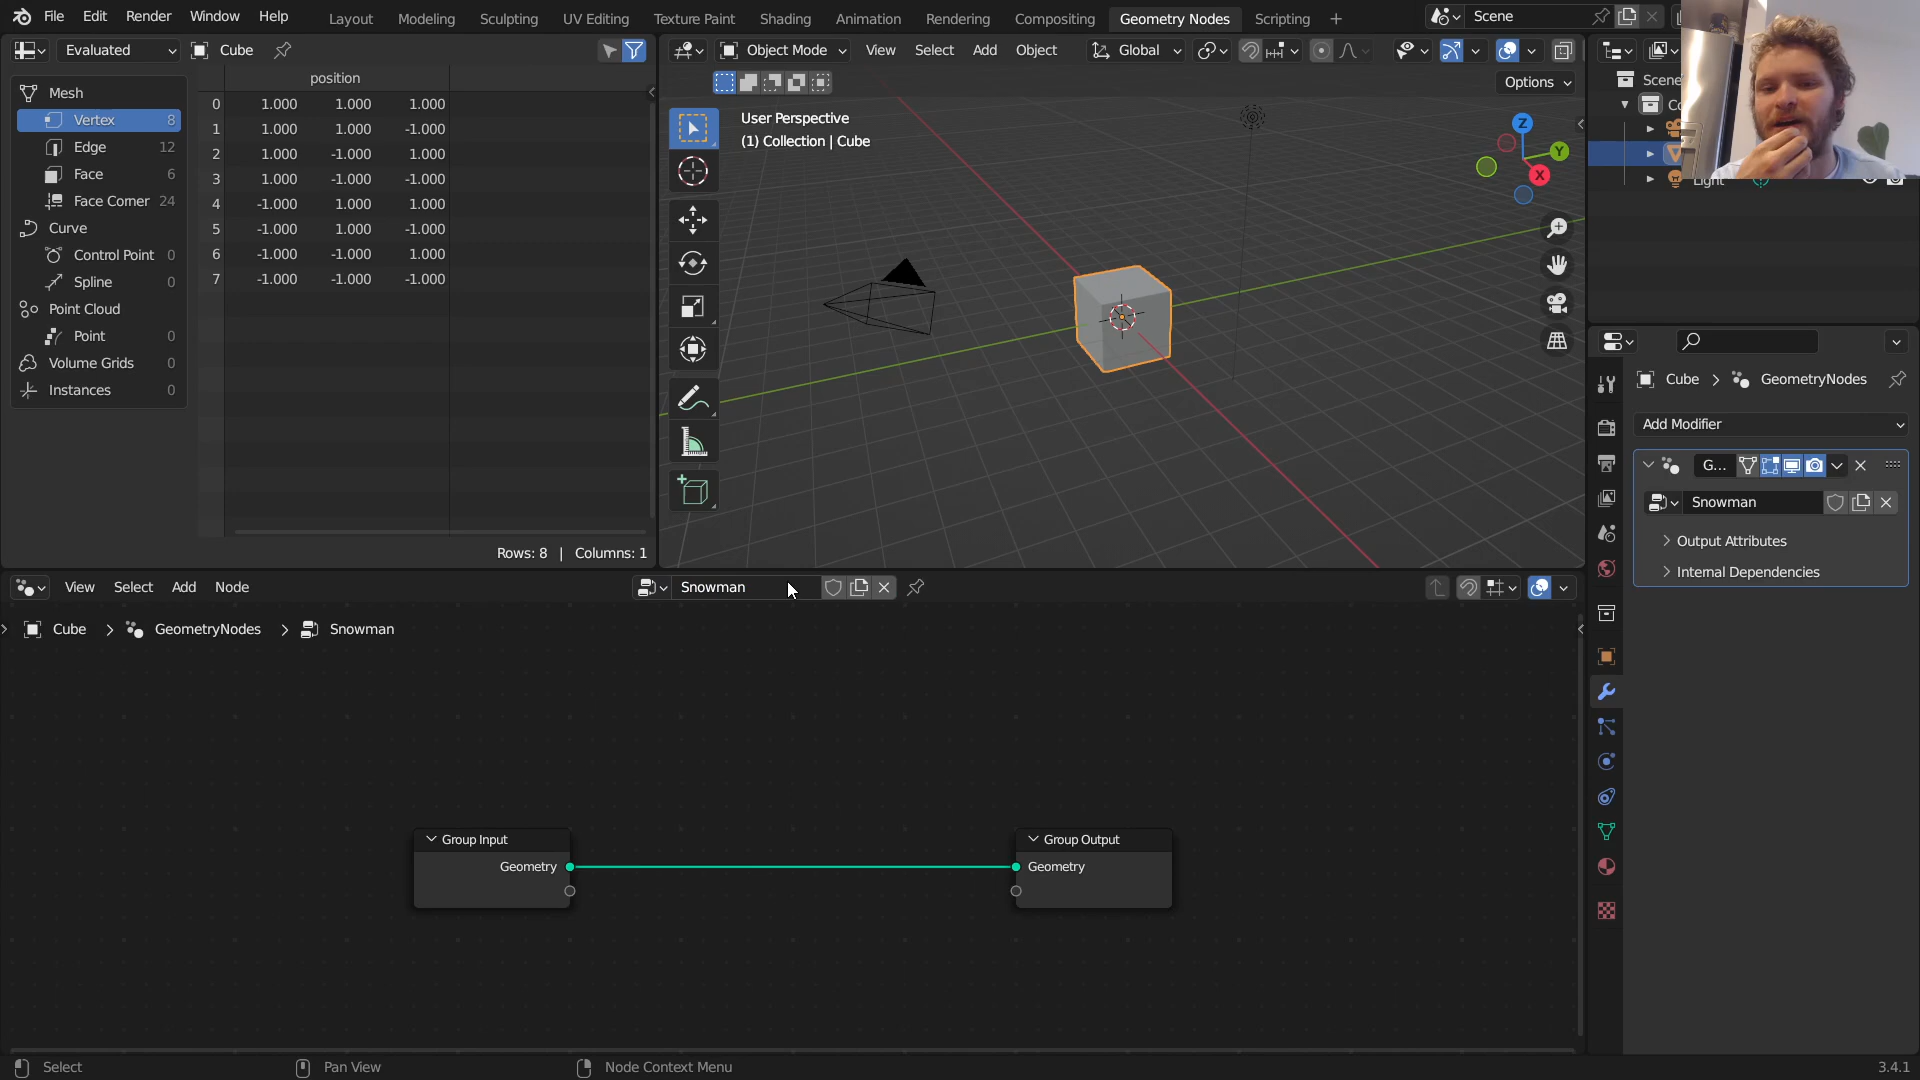 File Edit Render Window Help
Layout Modeling Sculpting UV Editing Texture Paint Shading Animation Rendering Compositing Geometry Nodes Scripting
Scene
Evaluated Cube
Object Mode View Select Add Object Global
Options
position
Mesh
Vertex 8
Edge 12
Face 6
Face Corner 24
Curve
Control Point 0
Spline 0
Point Cloud
Point 0
Volume Grids 0
Instances 0
0 1.000 1.000 1.000
1 1.000 1.000 -1.000
2 1.000 -1.000 1.000
3 1.000 -1.000 -1.000
4 -1.000 1.000 1.000
5 -1.000 1.000 -1.000
6 -1.000 -1.000 1.000
7 -1.000 -1.000 -1.000
Rows: 8 | Columns: 1
User Perspective
(1) Collection | Cube
Z
Y
X
Scene
Co
Light
Cube > GeometryNodes
Add Modifier
G...
Snowman
Output Attributes
Internal Dependencies
View Select Add Node
Snowman
Cube > GeometryNodes > Snowman
Group Input
Geometry
Group Output
Geometry
Select
Pan View
Node Context Menu
3.4.1